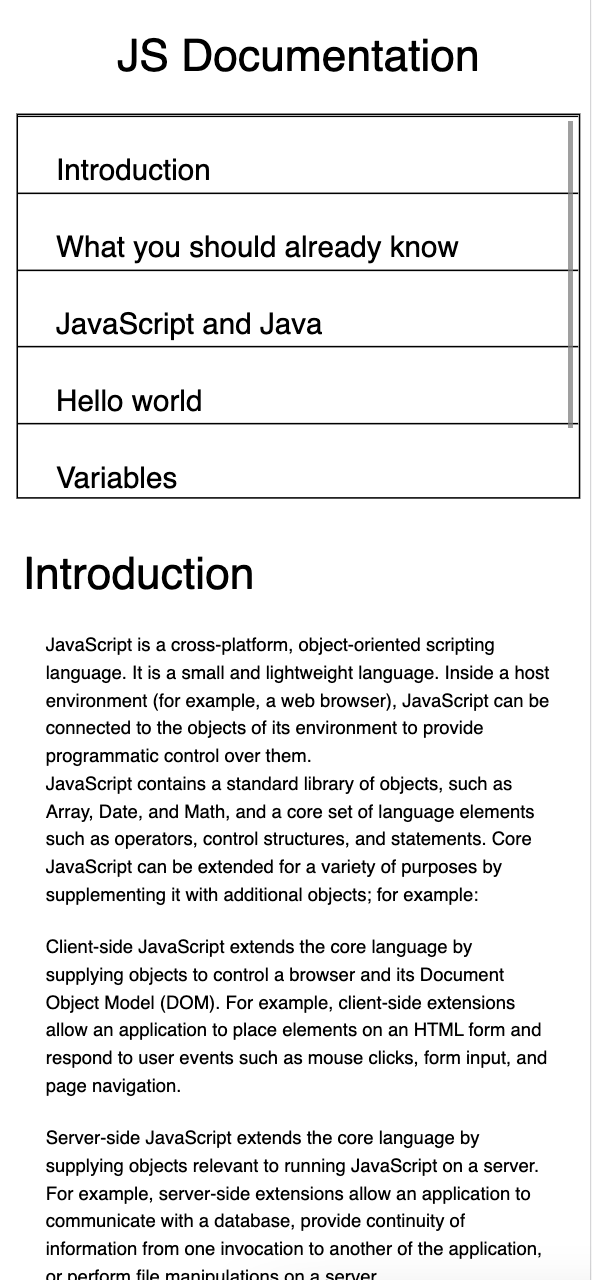 JS Documentation
Introduction
What you should already know
JavaScript and Java
Hello world
Variables
Introduction
JavaScript is a cross-platform, object-oriented scripting
language. It is a small and lightweight language. Inside a host
environment (for example, a web browser), JavaScript can be
connected to the objects of its environment to provide
programmatic control over them.
JavaScript contains a standard library of objects, such as
Array, Date, and Math, and a core set of language elements
such as operators, control structures, and statements. Core
JavaScript can be extended for a variety of purposes by
supplementing it with additional objects; for example:
Client-side JavaScript extends the core language by
supplying objects to control a browser and its Document
Object Model (DOM). For example, client-side extensions
allow an application to place elements on an HTML form and
respond to user events such as mouse clicks, form input, and
page navigation.
Server-side JavaScript extends the core language by
supplying objects relevant to running JavaScript on a server.
For example, server-side extensions allow an application to
communicate with a database, provide continuity of
information from one invocation to another of the application,
or perform file manipulations on a server.